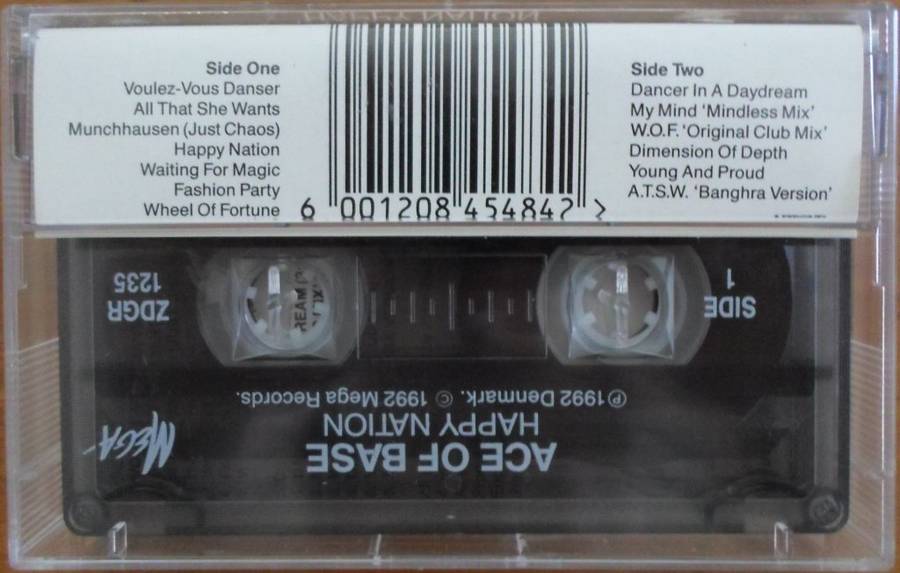 Side One
Voulez-Vous Danser
All That She Wants
Munchhausen (Just Chaos)
Happy Nation
Waiting For Magic
Fashion Party
Wheel Of Fortune
6 001208 454842 >
Side Two
Dancer In A Daydream
My Mind ‘Mindless Mix’
W.O.F. ‘Original Club Mix’
Dimension Of Depth
Young And Proud
A.T.S.W. ‘Banghra Version’
ACE OF BASE
HAPPY NATION
℗ 1992 Denmark. © 1992 Mega Records.
MEGA
SIDE
1
ZDGR
1235